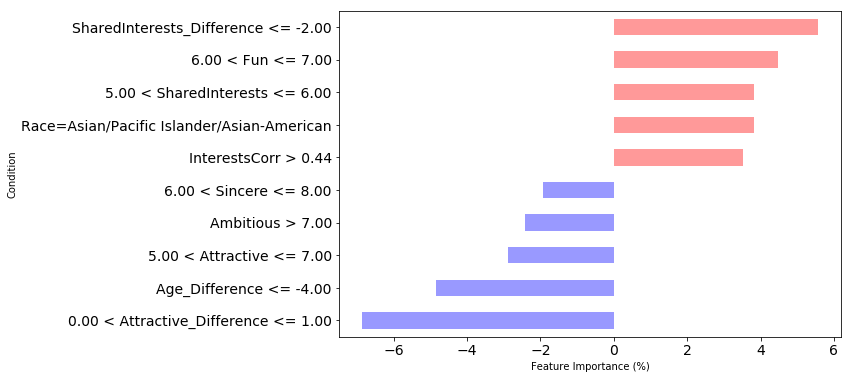 SharedInterests_Difference <= -2.00
6.00 < Fun <= 7.00
5.00 < SharedInterests <= 6.00
Race=Asian/Pacific Islander/Asian-American
InterestsCorr > 0.44
6.00 < Sincere <= 8.00
Ambitious > 7.00
5.00 < Attractive <= 7.00
Age_Difference <= -4.00
0.00 < Attractive_Difference <= 1.00
Condition
−6 −4 −2 0 2 4 6
Feature Importance (%)